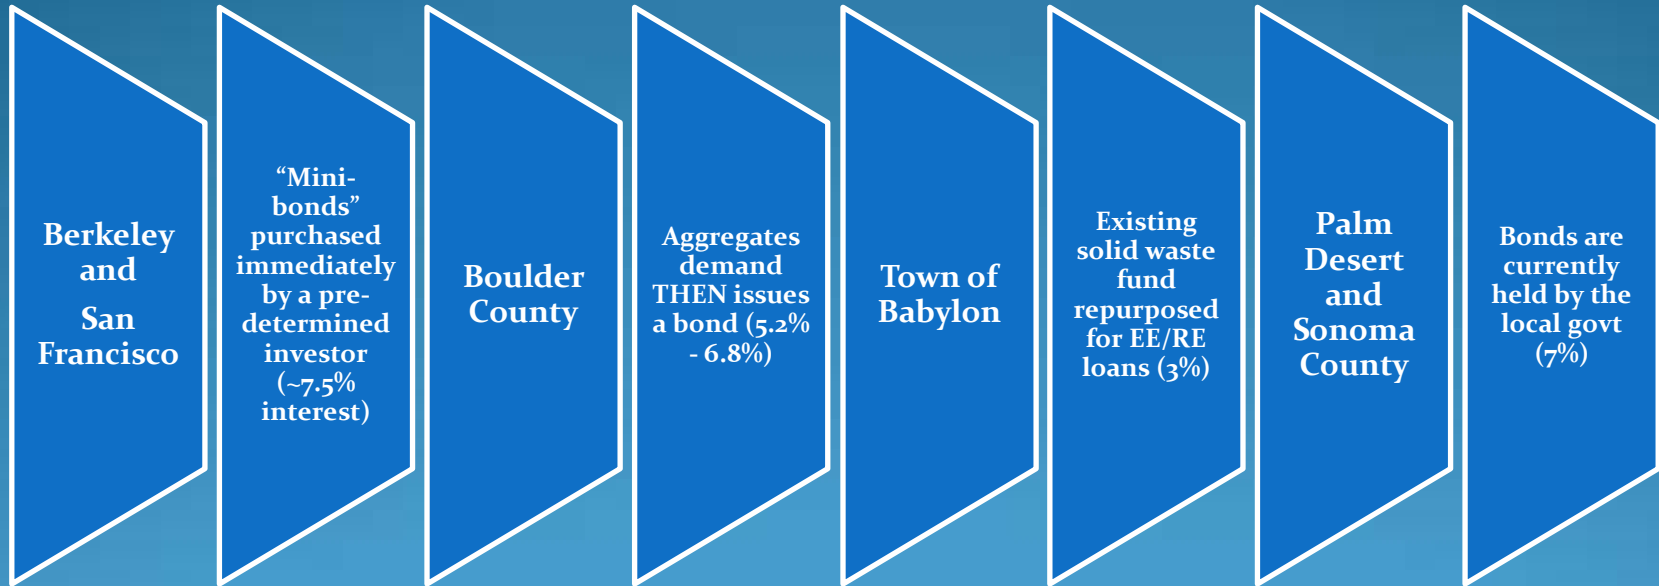 Berkeley
and
San
Francisco
“Mini-
bonds”
purchased
immediately
by a pre-
determined
investor
(~7.5%
interest)
Boulder
County
Aggregates
demand
THEN issues
a bond (5.2%
- 6.8%)
Town of
Babylon
Existing
solid waste
fund
repurposed
for EE/RE
loans (3%)
Palm
Desert
and
Sonoma
County
Bonds are
currently
held by the
local govt
(7%)